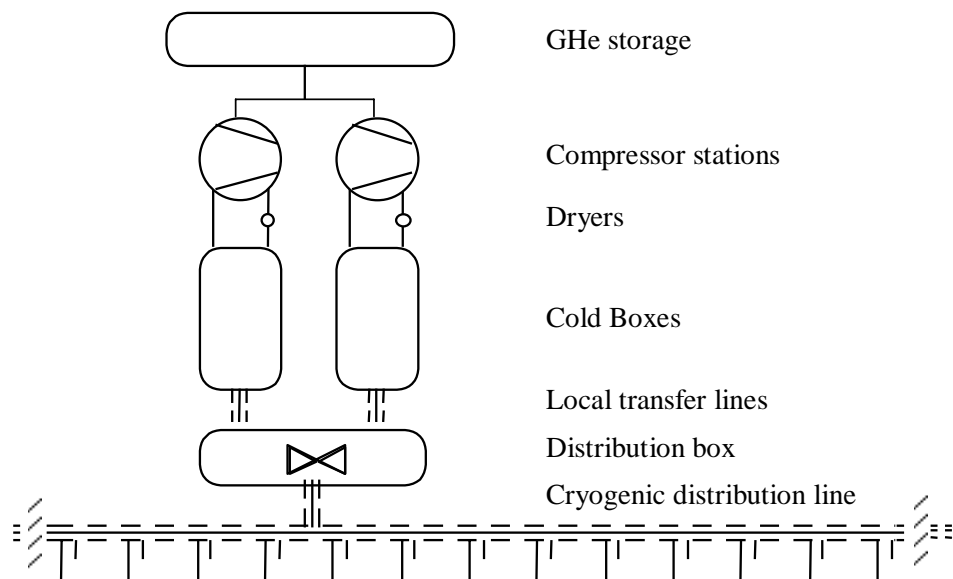 GHe storage
Compressor stations
Dryers
Cold Boxes
Local transfer lines
Distribution box
Cryogenic distribution line